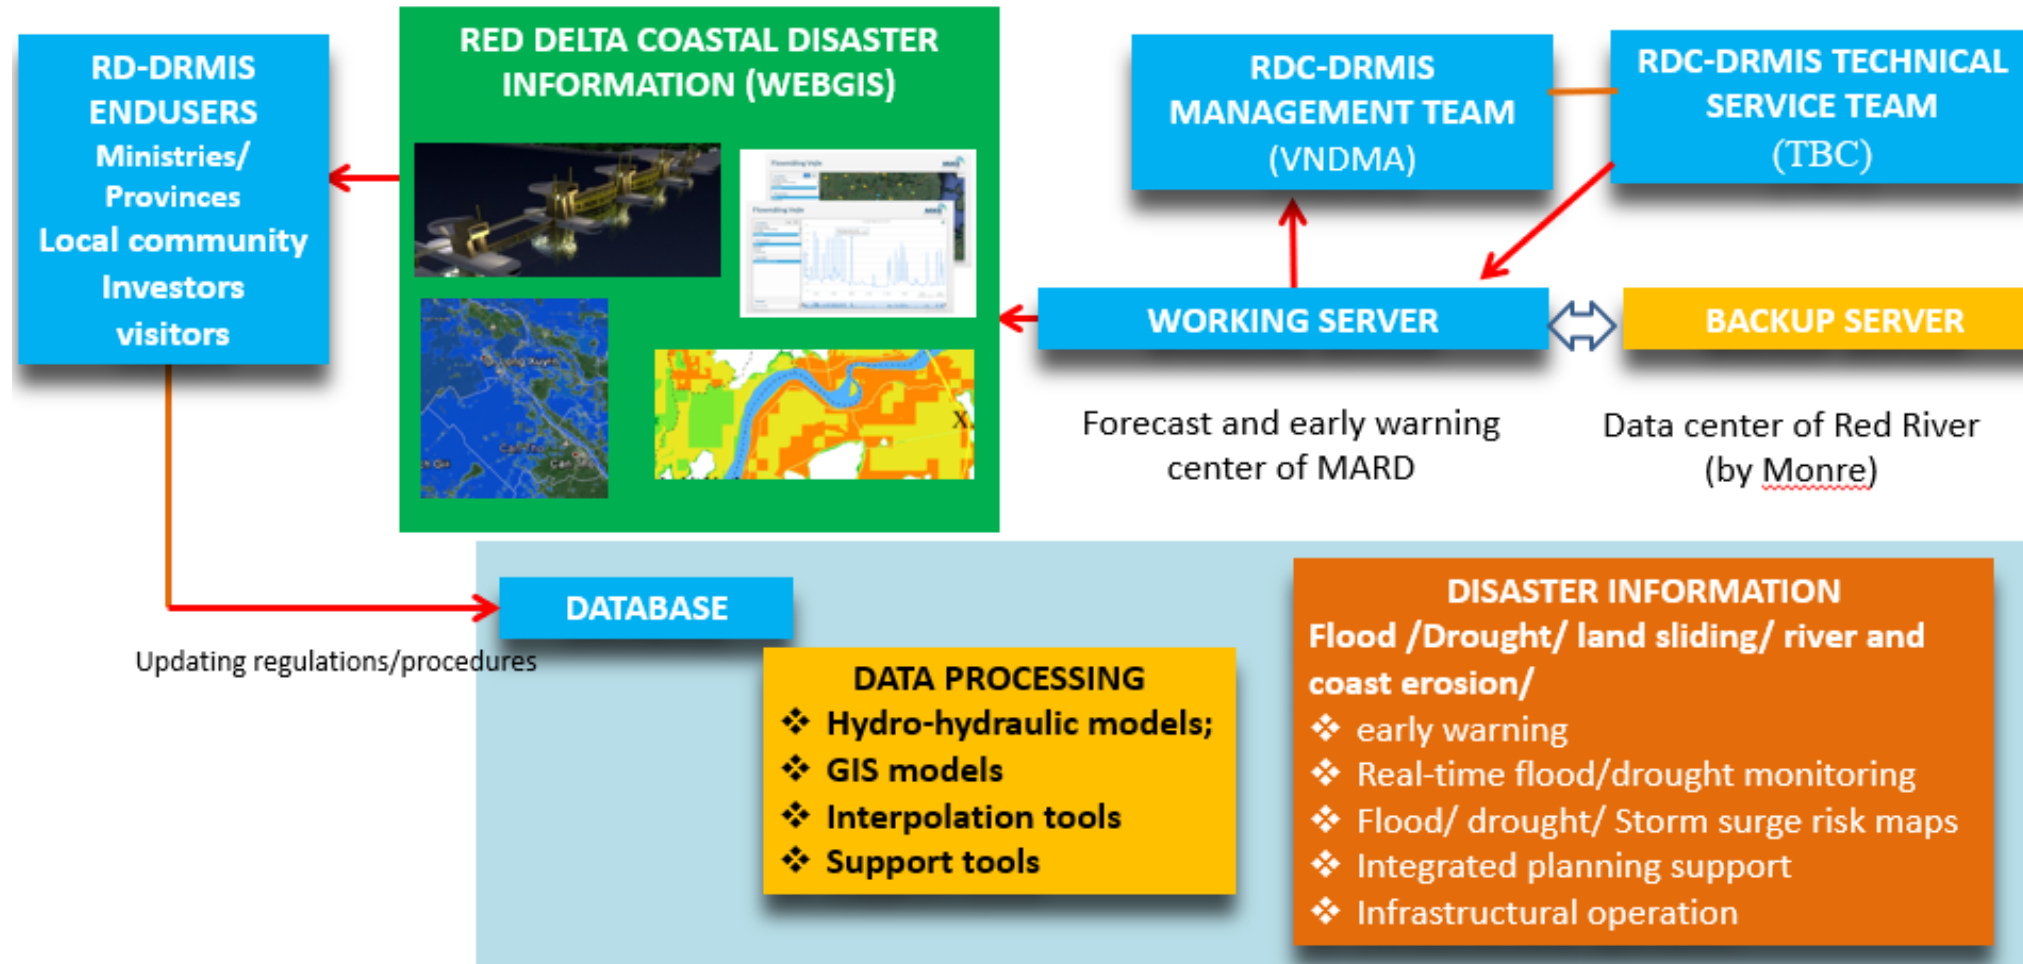 RD-DRMIS
ENDUSERS
Ministries/
Provinces
Local community
Investors
visitors
RED DELTA COASTAL DISASTER
INFORMATION (WEBGIS)
Long Xuyên
Cần Thơ
X
RDC-DRMIS
MANAGEMENT TEAM
(VNDMA)
RDC-DRMIS TECHNICAL
SERVICE TEAM
(TBC)
WORKING SERVER
BACKUP SERVER
Forecast and early warning
center of MARD
Data center of Red River
(by Monre)
Updating regulations/procedures
DATABASE
DATA PROCESSING
❖ Hydro-hydraulic models;
❖ GIS models
❖ Interpolation tools
❖ Support tools
DISASTER INFORMATION
Flood /Drought/ land sliding/ river and
coast erosion/
❖ early warning
❖ Real-time flood/drought monitoring
❖ Flood/ drought/ Storm surge risk maps
❖ Integrated planning support
❖ Infrastructural operation